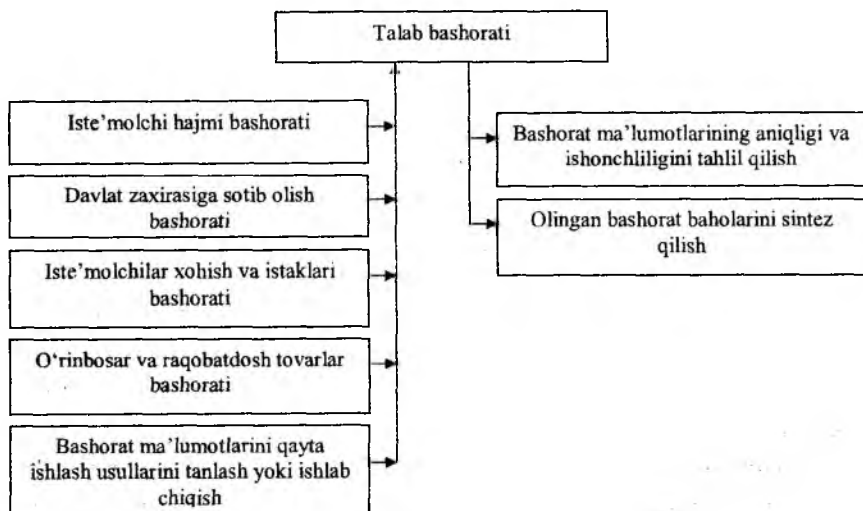 Talab bashorati
Iste’molchi hajmi bashorati
Davlat zaxirasiga sotib olish
bashorati
Iste’molchilar xohish va istaklari
bashorati
O‘rinbosar va raqobatdosh tovarlar
bashorati
Bashorat ma’lumotlarini qayta
ishlash usullarini tanlash yoki ishlab
chiqish
Bashorat ma’lumotlarining aniqligi va
ishonchliligini tahlil qilish
Olingan bashorat baholarini sintez
qilish